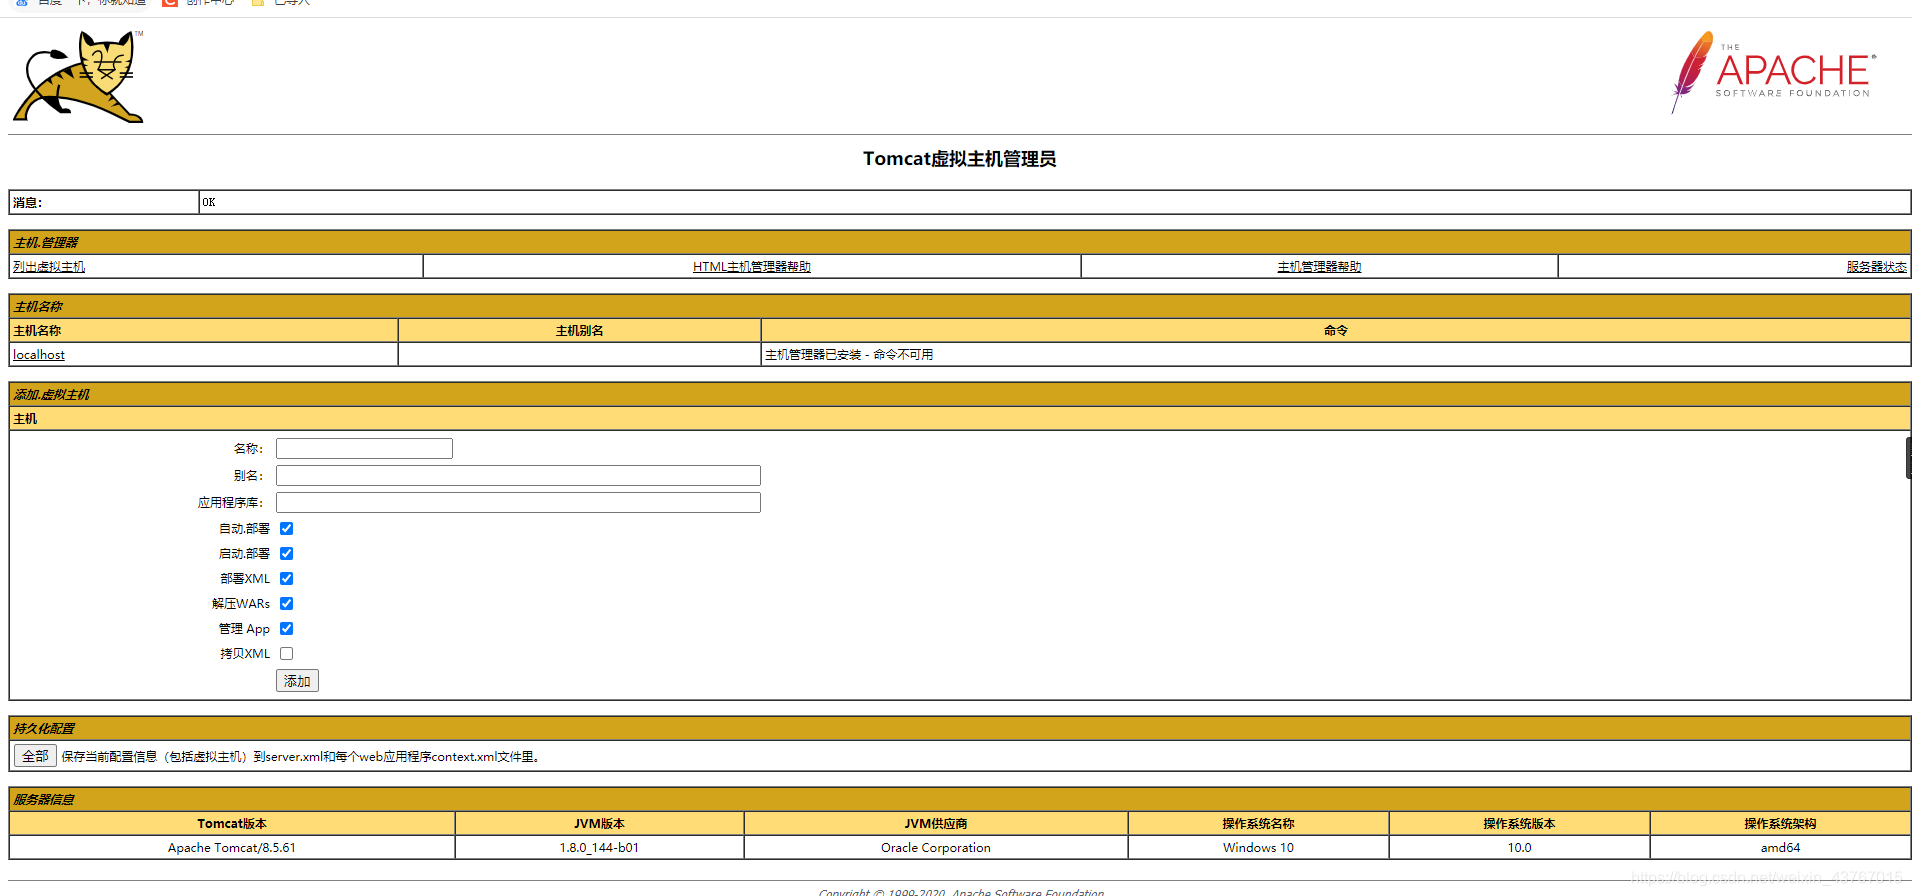 TM
THE
APACHE®
SOFTWARE FOUNDATION
Tomcat虚拟主机管理员
消息： OK
主机.管理器
列出虚拟主机 HTML主机管理器帮助 主机管理器帮助 服务器状态
主机名称
主机名称 主机别名 命令
localhost 主机管理器已安装 - 命令不可用
添加.虚拟主机
主机
名称：
别名：
应用程序库：
自动.部署
启动.部署
部署XML
解压WARs
管理 App
拷贝XML
添加
持久化配置
全部 保存当前配置信息（包括虚拟主机）到server.xml和每个web应用程序context.xml文件里。
服务器信息
Tomcat版本 JVM版本 JVM供应商 操作系统名称 操作系统版本 操作系统架构
Apache Tomcat/8.5.61 1.8.0_144-b01 Oracle Corporation Windows 10 10.0 amd64
Copyright © 1999-2020, Apache Software Foundation
https://blog.csdn.net/weixin_43767015